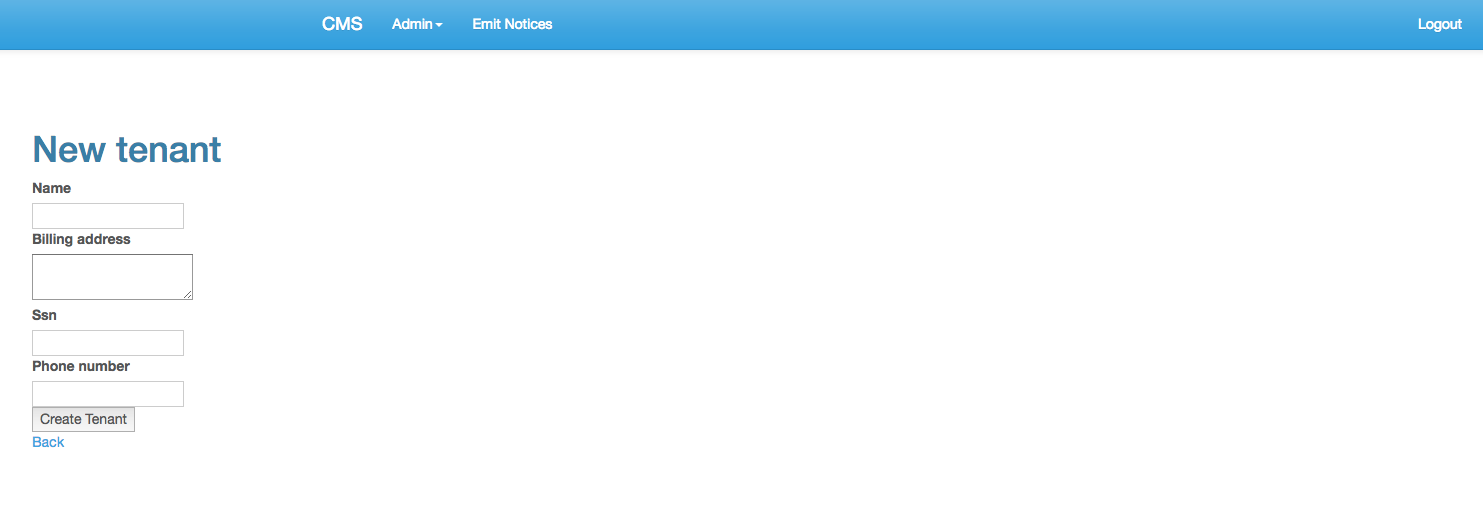 CMS Admin Emit Notices Logout
New tenant
Name
Billing address
Ssn
Phone number
Create Tenant
Back